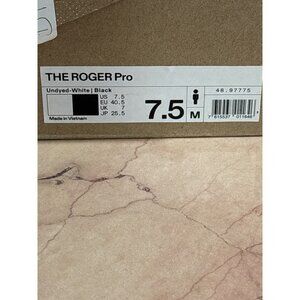 THE ROGER Pro
Undyed-White | Black
US 7.5
EU 40.5
UK 7
JP 25.5
7.5 M
48.97775
Made in Vietnam